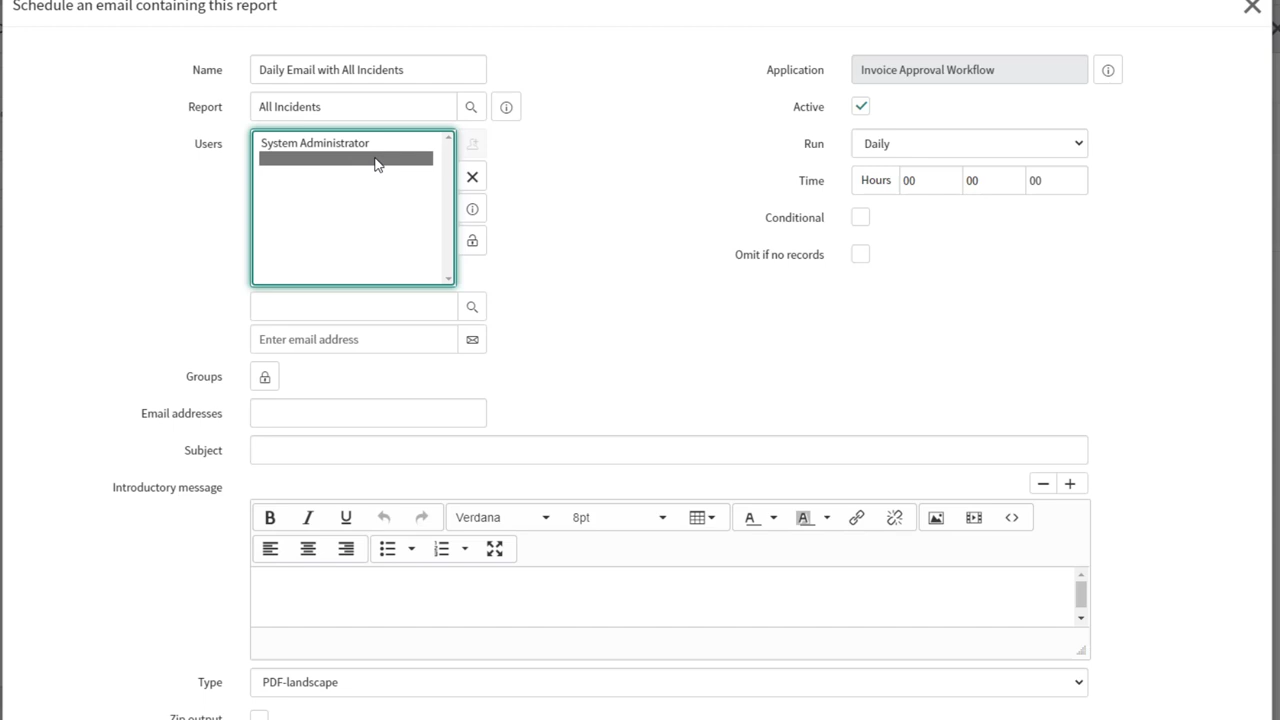 Schedule an email containing this report
Name
Daily Email with All Incidents
Application
Invoice Approval Workflow
Report
All Incidents
Active
Users
System Administrator
Run
Daily
Time
Hours 00 00 00
Conditional
Omit if no records
Enter email address
Groups
Email addresses
Subject
Introductory message
B I U Verdana 8pt A A
Type
PDF-landscape
Zip output